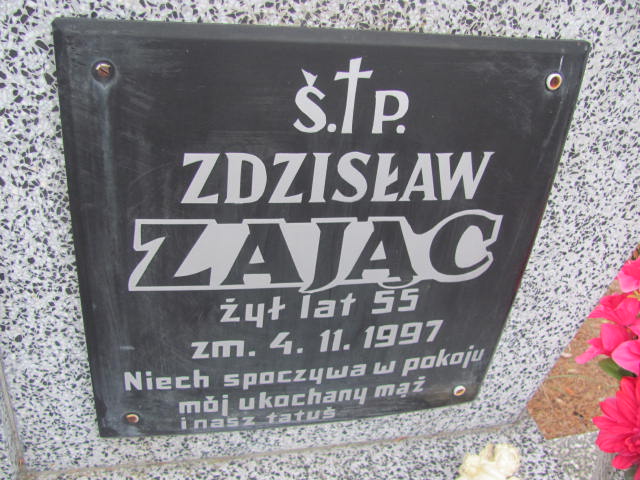 Ś.†P.
ZDZISŁAW
ZAJĄC
żył lat 55
zm. 4. 11. 1997
Niech spoczywa w pokoju
mój ukochany mąż
i nasz tatuś